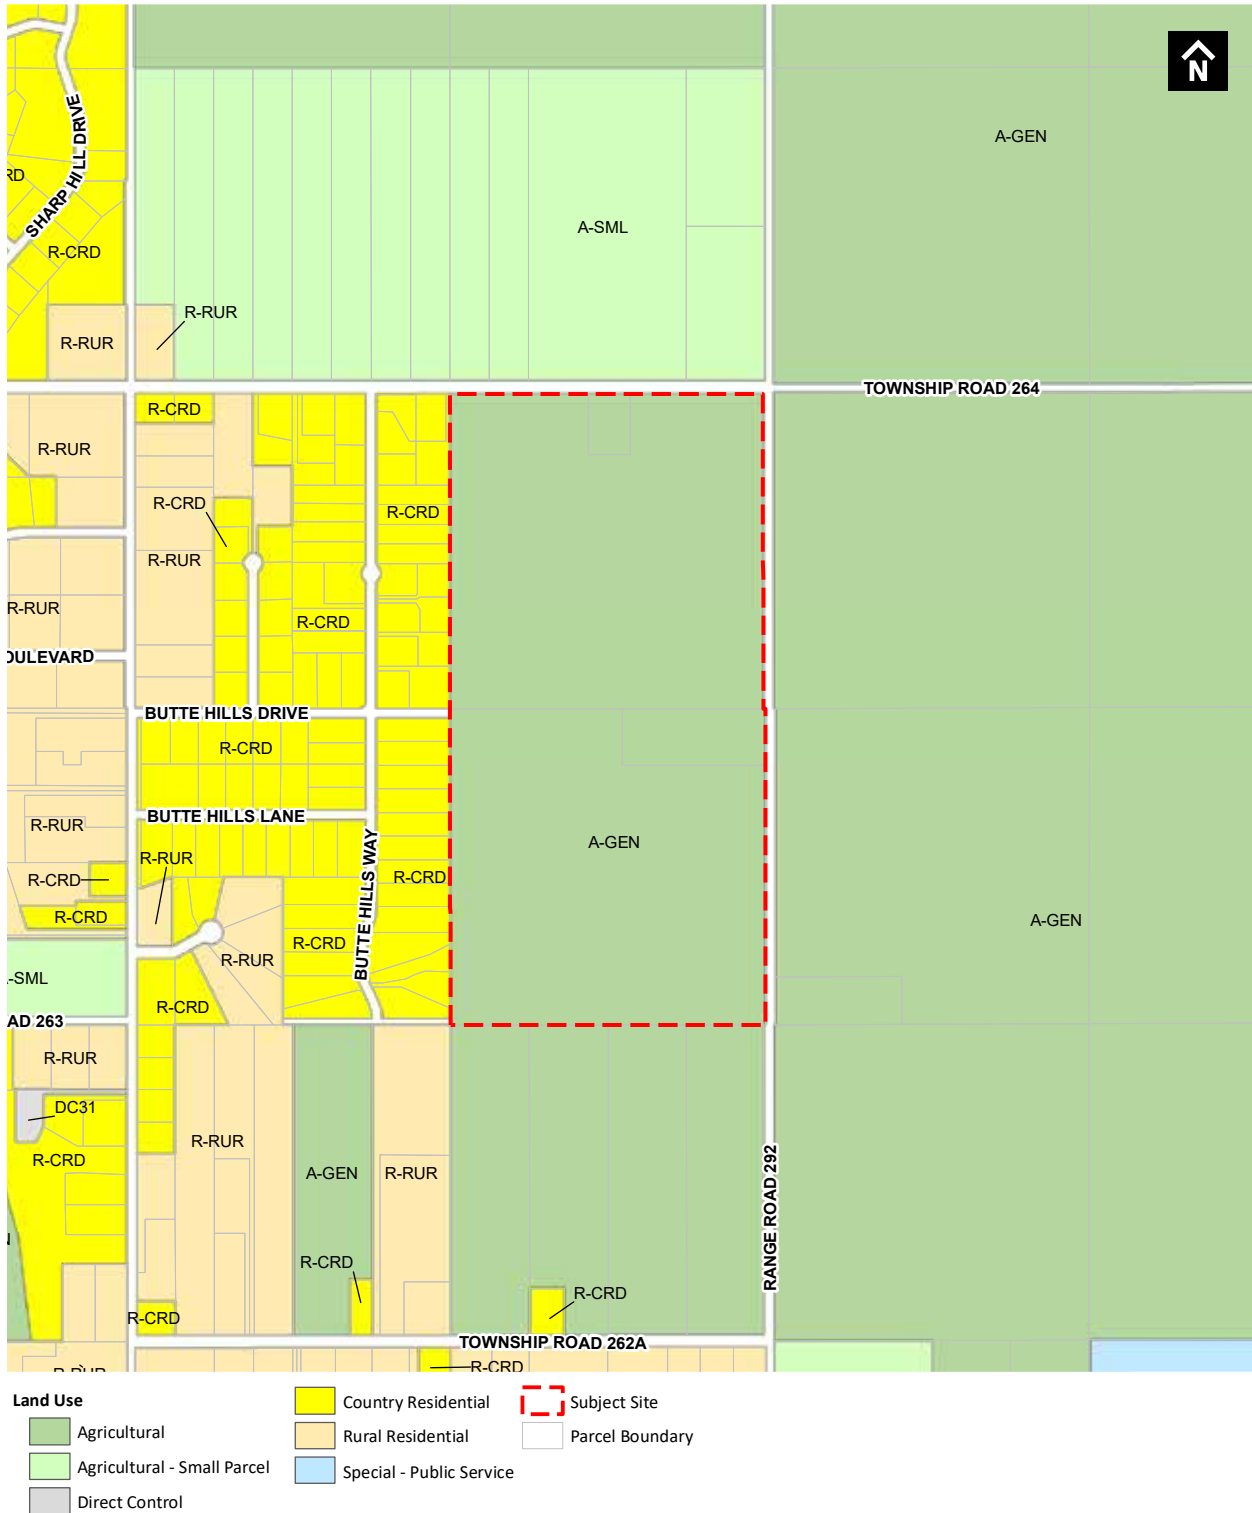 N
A-GEN
SHARP HILL DRIVE
RD
A-SML
R-CRD
R-RUR
R-RUR
TOWNSHIP ROAD 264
R-CRD
R-RUR
R-CRD
R-CRD
R-RUR
R-RUR
R-CRD
OULEVARD
BUTTE HILLS DRIVE
R-CRD
BUTTE HILLS LANE
R-RUR
A-GEN
R-RUR
BUTTE HILLS WAY
R-CRD
R-CRD
R-CRD
A-GEN
R-CRD
R-RUR
-SML
R-CRD
AD 263
R-RUR
DC31
R-RUR
R-CRD
A-GEN
R-RUR
RANGE ROAD 292
R-CRD
R-CRD
R-CRD
TOWNSHIP ROAD 262A
R-CRD
R-RUR
Land Use
Agricultural
Agricultural - Small Parcel
Direct Control
Country Residential
Rural Residential
Special - Public Service
Subject Site
Parcel Boundary